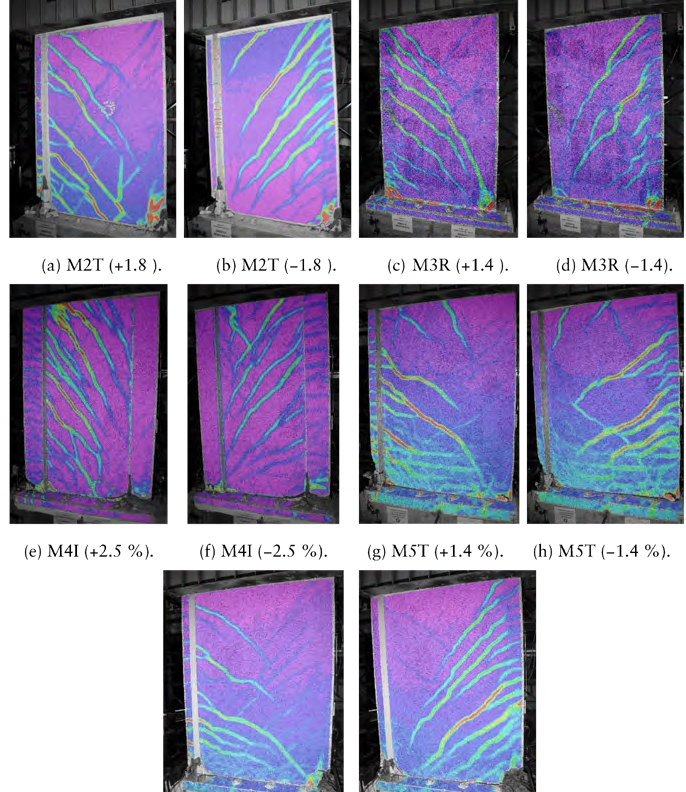 (a) M2T (+1.8 ).
(b) M2T (−1.8 ).
(c) M3R (+1.4 ).
(d) M3R (−1.4).
(e) M4I (+2.5 %).
(f) M4I (−2.5 %).
(g) M5T (+1.4 %).
(h) M5T (−1.4 %).